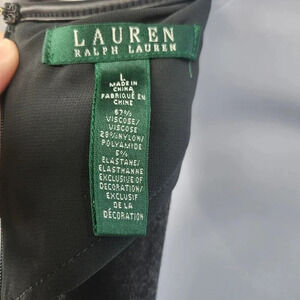 LAUREN
RALPH LAUREN
L
MADE IN
CHINA
FABRIQUÉ EN
CHINE
67%
VISCOSE/
VISCOSE
28% NYLON/
POLYAMIDE
5%
ELASTANE/
ELASTHANNE
EXCLUSIVE OF
DECORATION/
EXCLUSIF
DE LA
DÉCORATION